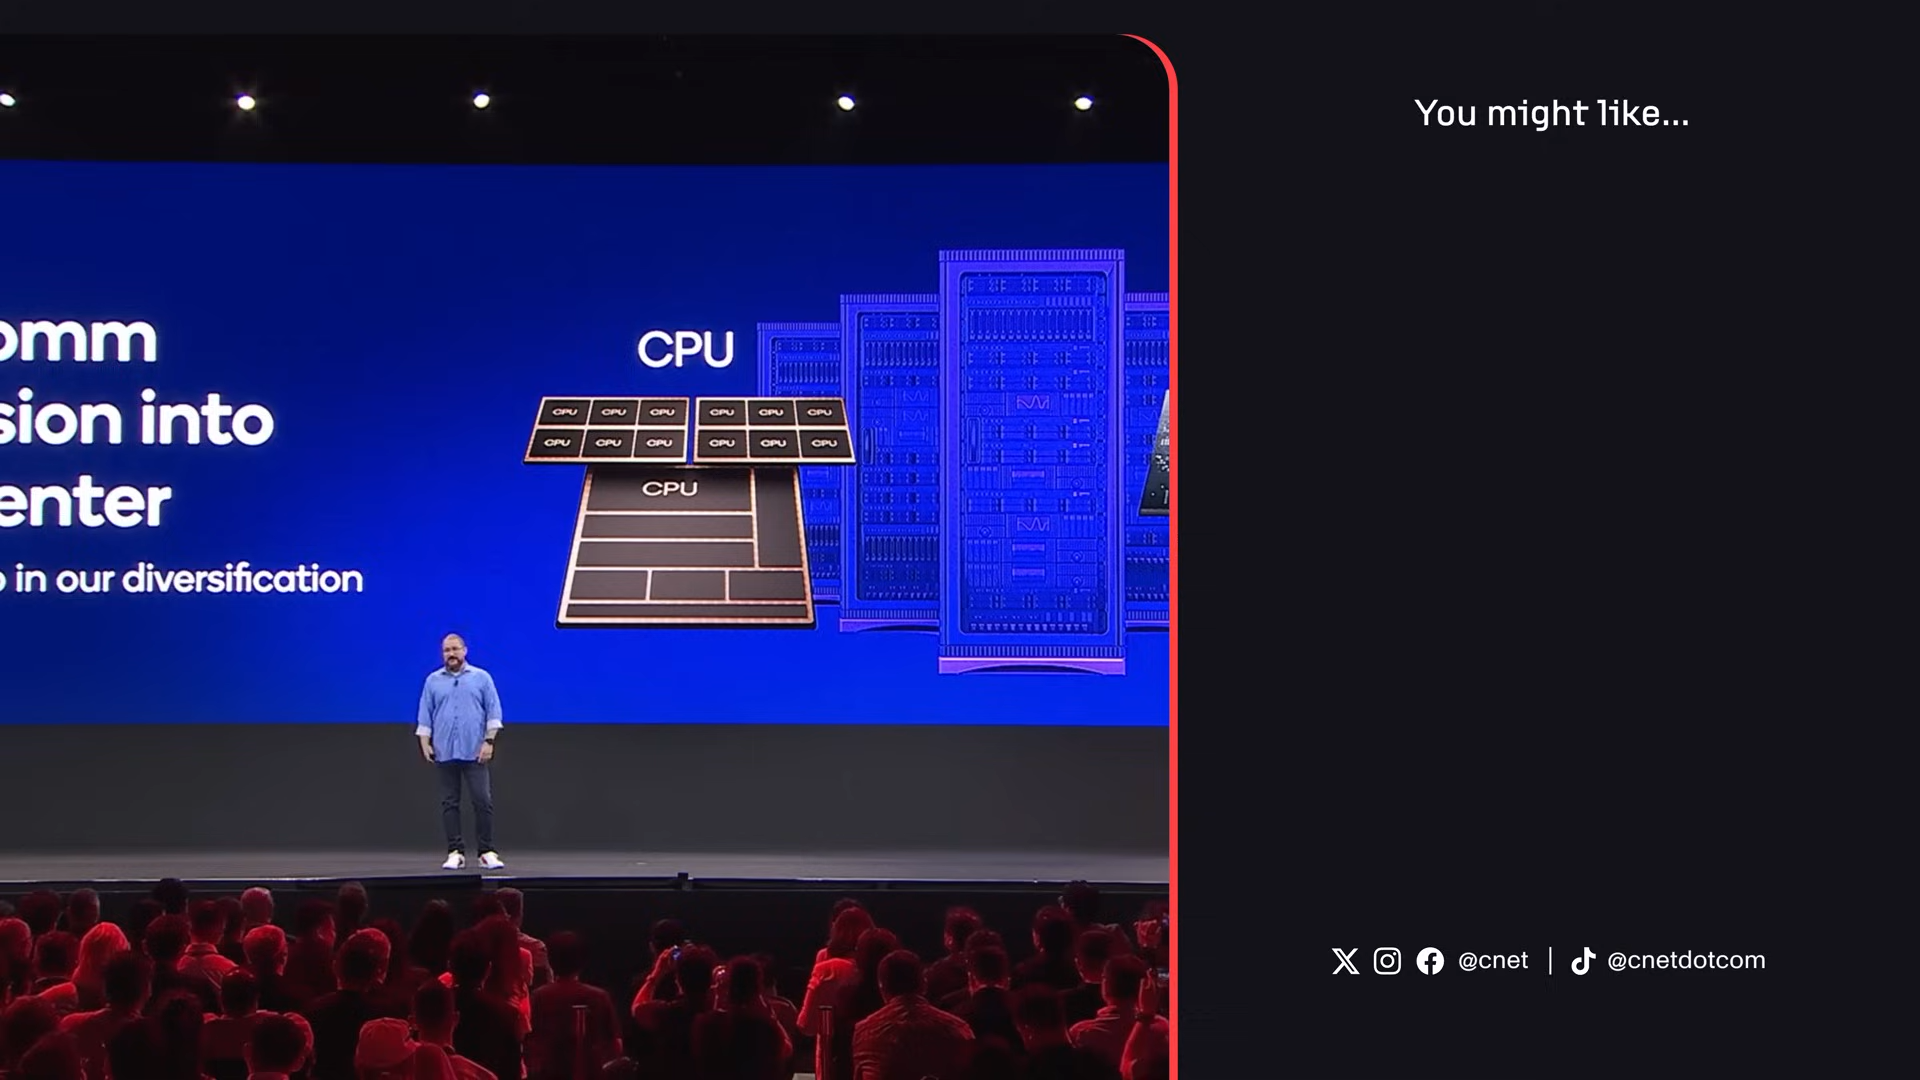 You might like...
omm
sion into
enter
in our diversification
CPU
CPU CPU CPU CPU CPU CPU
CPU CPU CPU CPU CPU CPU
CPU
@cnet | @cnetdotcom